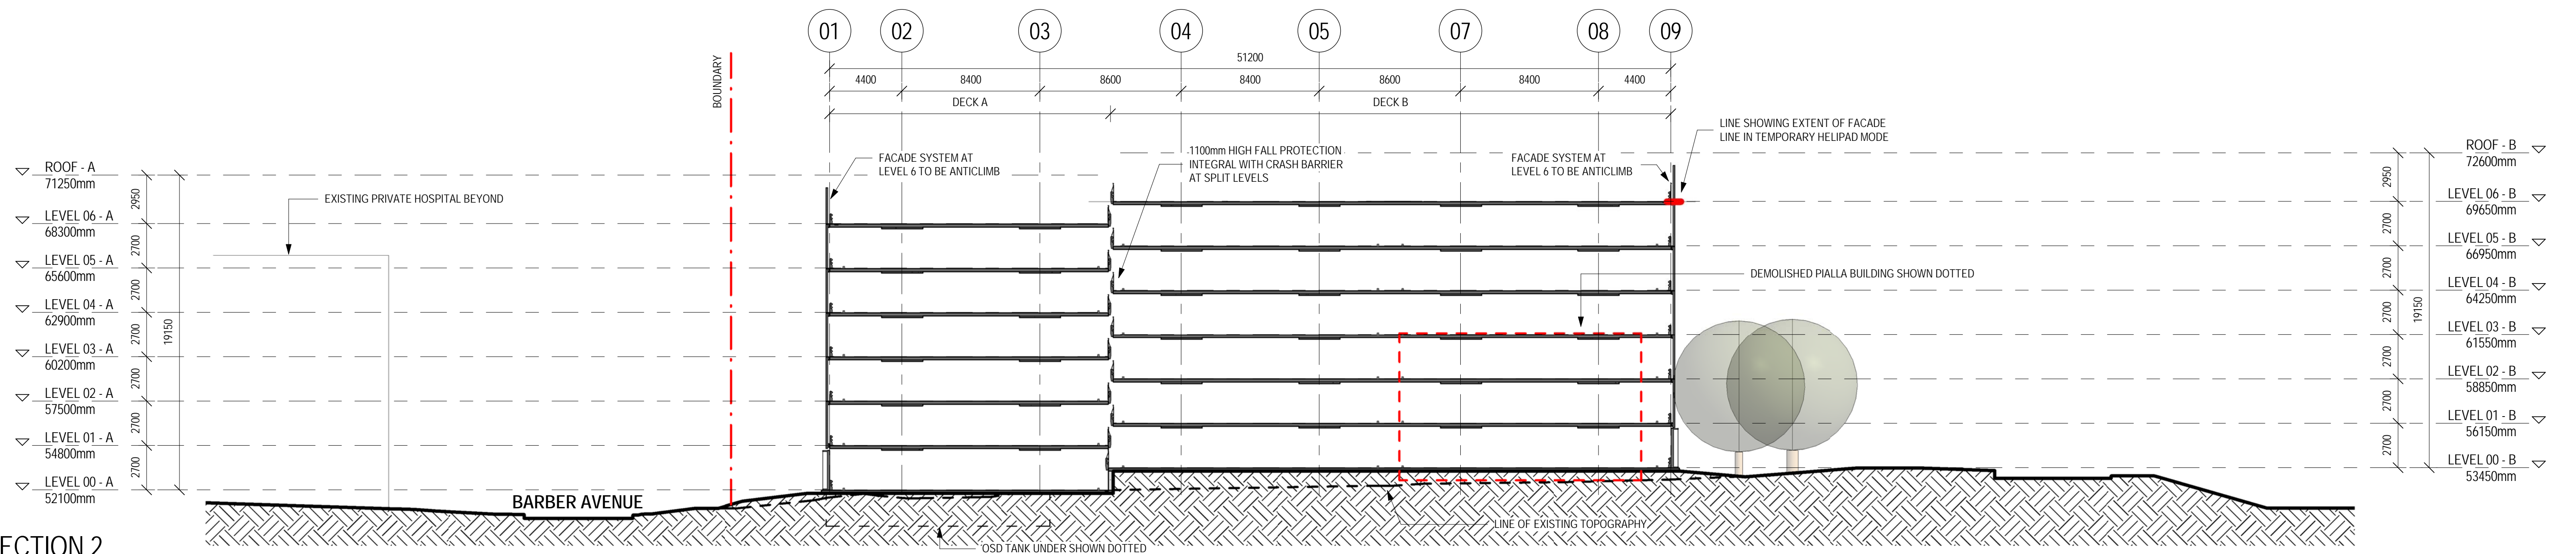 01
02
03
04
05
07
08
09
51200
4400
8400
8600
8400
8600
8400
4400
DECK A
DECK B
BOUNDARY
LINE SHOWING EXTENT OF FACADE
LINE IN TEMPORARY HELIPAD MODE
FACADE SYSTEM AT
LEVEL 6 TO BE ANTICLIMB
1100mm HIGH FALL PROTECTION
INTEGRAL WITH CRASH BARRIER
AT SPLIT LEVELS
FACADE SYSTEM AT
LEVEL 6 TO BE ANTICLIMB
EXISTING PRIVATE HOSPITAL BEYOND
DEMOLISHED PIALLA BUILDING SHOWN DOTTED
ROOF - A
71250mm
LEVEL 06 - A
68300mm
LEVEL 05 - A
65600mm
LEVEL 04 - A
62900mm
LEVEL 03 - A
60200mm
LEVEL 02 - A
57500mm
LEVEL 01 - A
54800mm
LEVEL 00 - A
52100mm
2950
2700
2700
2700
2700
2700
2700
19150
ROOF - B
72600mm
LEVEL 06 - B
69650mm
LEVEL 05 - B
66950mm
LEVEL 04 - B
64250mm
LEVEL 03 - B
61550mm
LEVEL 02 - B
58850mm
LEVEL 01 - B
56150mm
LEVEL 00 - B
53450mm
2950
2700
2700
2700
2700
2700
2700
19150
BARBER AVENUE
LINE OF EXISTING TOPOGRAPHY
OSD TANK UNDER SHOWN DOTTED
ECTION 2